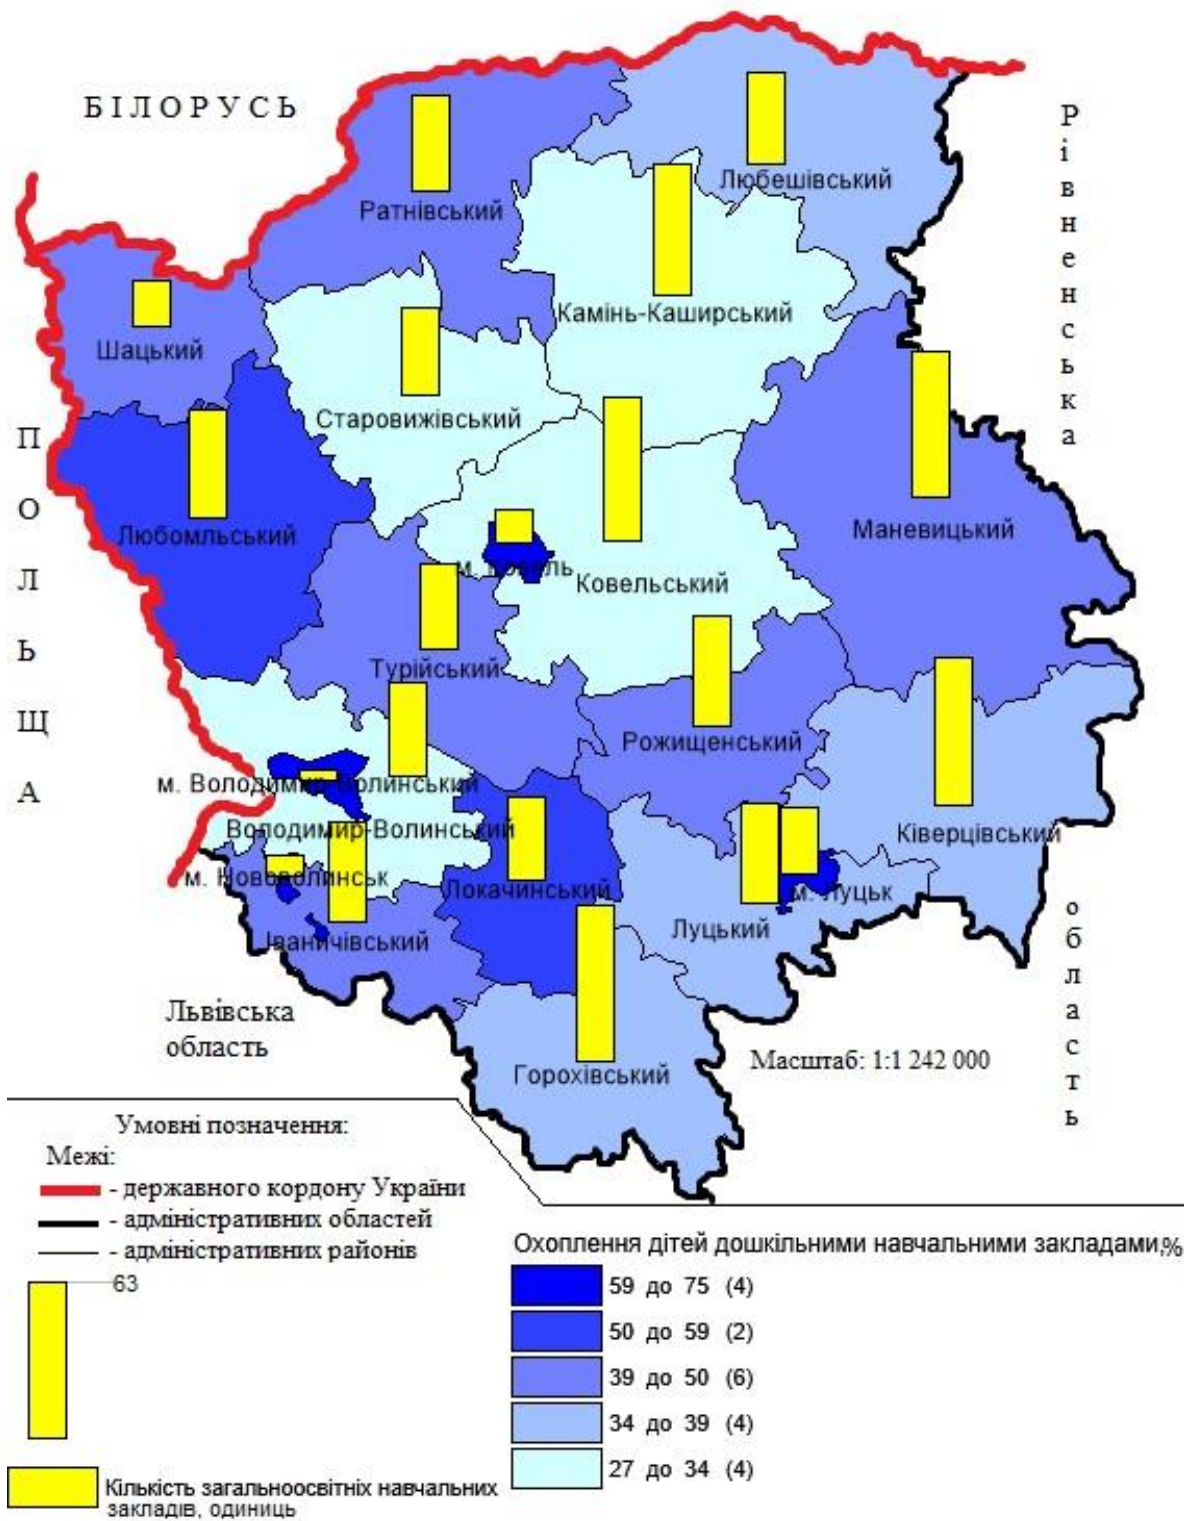 БІЛОРУСЬ
Рівненська
область
ПОЛЬЩА
Любешівський
Ратнівський
Камінь-Каширський
Шацький
Старовижівський
Любомльський
Маневицький
м. Ковель
Ковельський
Турійський
Рожищенський
м. Володимир-Волинський
Володимир-Волинський
Ківерцівський
м. Нововолинськ
Локачинський
м. Луцьк
Луцький
Іваничівський
Львівська
область
Горохівський
Масштаб: 1:1 242 000
Умовні позначення:
Межі:
- державного кордону України
- адміністративних областей
- адміністративних районів
63
Кількість загальноосвітніх навчальних
закладів, одиниць
Охоплення дітей дошкільними навчальними закладами,%
59 до 75 (4)
50 до 59 (2)
39 до 50 (6)
34 до 39 (4)
27 до 34 (4)